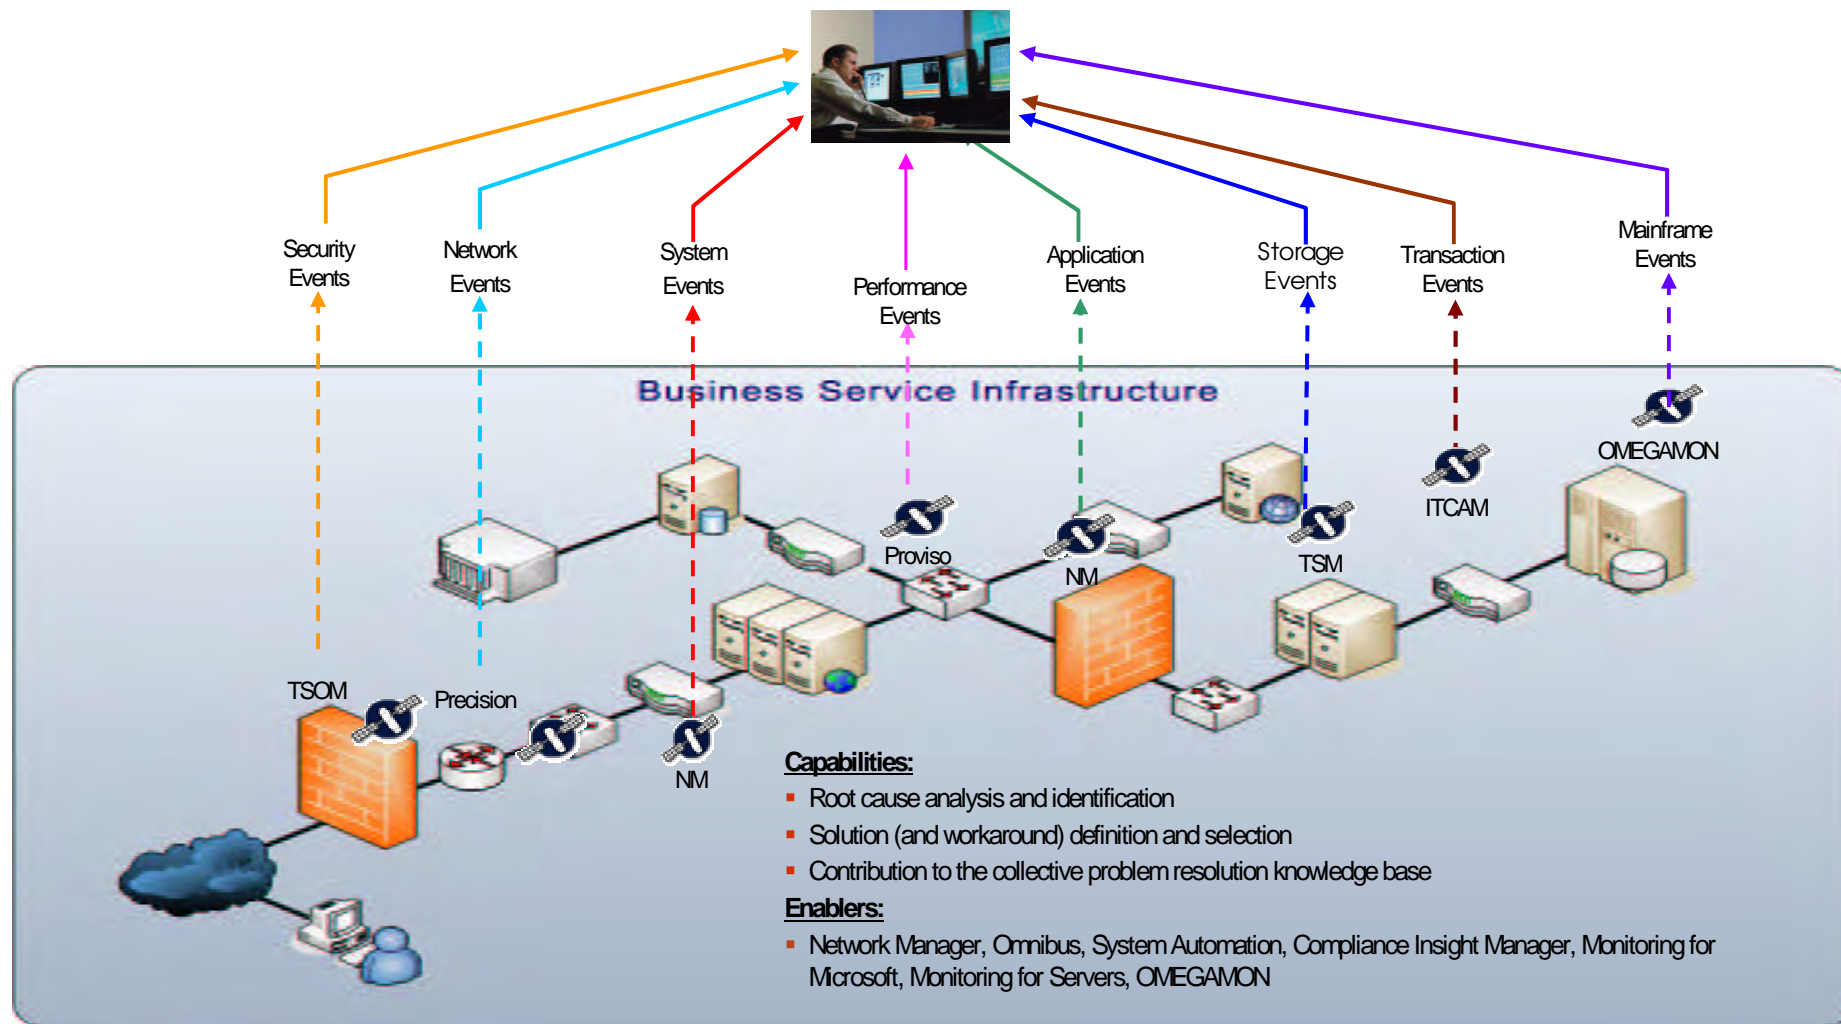 Security
Events
Network
Events
System
Events
Performance
Events
Application
Events
Storage
Events
Transaction
Events
Mainframe
Events
Business Service Infrastructure
OMEGAMON
ITCAM
TSM
NM
Proviso
TSOM
Precision
NM
Capabilities:
▪ Root cause analysis and identification
▪ Solution (and workaround) definition and selection
▪ Contribution to the collective problem resolution knowledge base
Enablers:
▪ Network Manager, Omnibus, System Automation, Compliance Insight Manager, Monitoring for
Microsoft, Monitoring for Servers, OMEGAMON